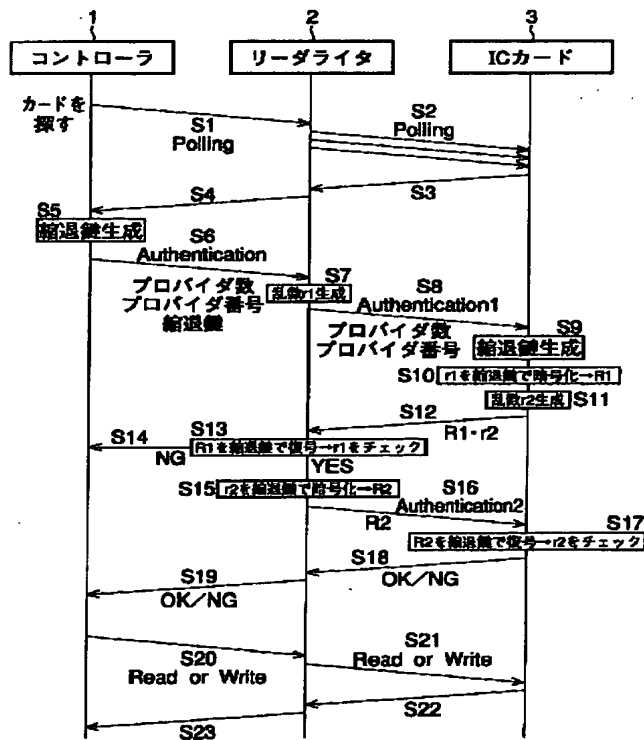 1
2
3
コントローラ
リーダライタ
ICカード
カードを
探す
S1
Polling
S2
Polling
S3
S4
S5
縮退鍵生成
S6
Authentication
プロバイダ数
プロバイダ番号
縮退鍵
S7
乱数r1生成
S8
Authentication1
プロバイダ数
プロバイダ番号
S9
縮退鍵生成
S10
r1を縮退鍵で暗号化→R1
乱数r2生成
S11
S12
R1・r2
S13
R1を縮退鍵で復号→r1をチェック
S14
NG
YES
S15
r2を縮退鍵で暗号化→R2
S16
Authentication2
R2
S17
R2を縮退鍵で復号→r2をチェック
S18
OK/NG
S19
OK/NG
S20
Read or Write
S21
Read or Write
S22
S23